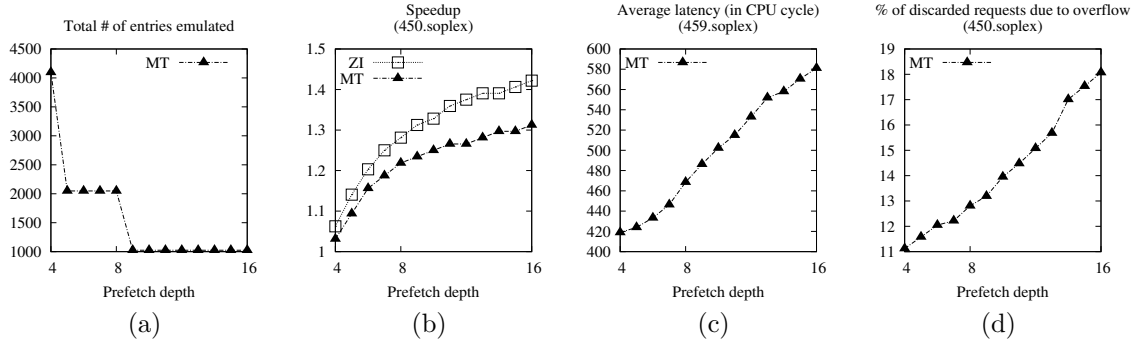 Total # of entries emulated
4500
4000
3500
3000
2500
2000
1500
1000
MT
4
8
16
Prefetch depth
(a)
Speedup
(450.soplex)
1.5
1.4
1.3
1.2
1.1
1
ZI
MT
4
8
16
Prefetch depth
(b)
Average latency (in CPU cycle)
(459.soplex)
600
580
560
540
520
500
480
460
440
420
400
MT
4
8
16
Prefetch depth
(c)
% of discarded requests due to overflow
(450.soplex)
19
18
17
16
15
14
13
12
11
MT
4
8
16
Prefetch depth
(d)